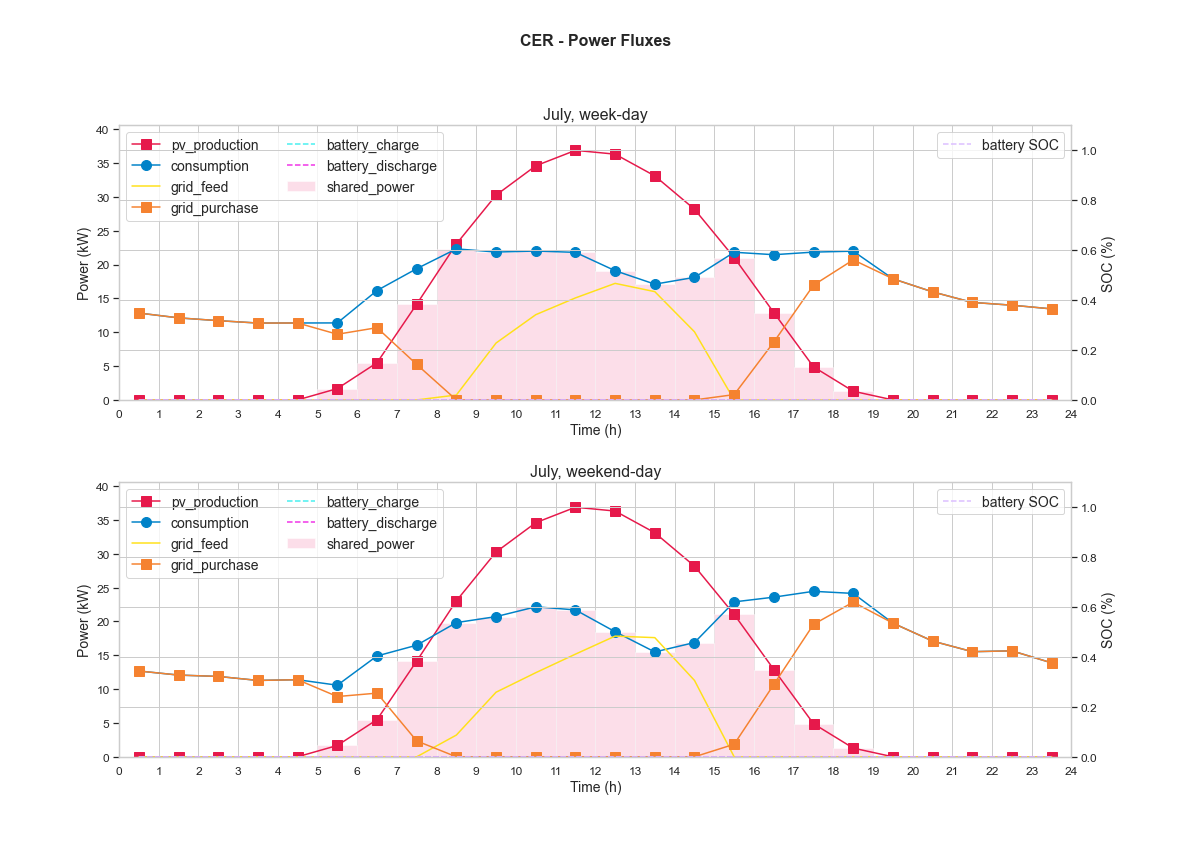 CER - Power Fluxes
July, week-day
pv_production
consumption
grid_feed
grid_purchase
battery_charge
battery_discharge
shared_power
battery SOC
Power (kW)
40
35
30
25
20
15
10
5
0
SOC (%)
1.0
0.8
0.6
0.4
0.2
0.0
0 1 2 3 4 5 6 7 8 9 10 11 12 13 14 15 16 17 18 19 20 21 22 23 24
Time (h)
July, weekend-day
pv_production
consumption
grid_feed
grid_purchase
battery_charge
battery_discharge
shared_power
battery SOC
Power (kW)
40
35
30
25
20
15
10
5
0
SOC (%)
1.0
0.8
0.6
0.4
0.2
0.0
0 1 2 3 4 5 6 7 8 9 10 11 12 13 14 15 16 17 18 19 20 21 22 23 24
Time (h)